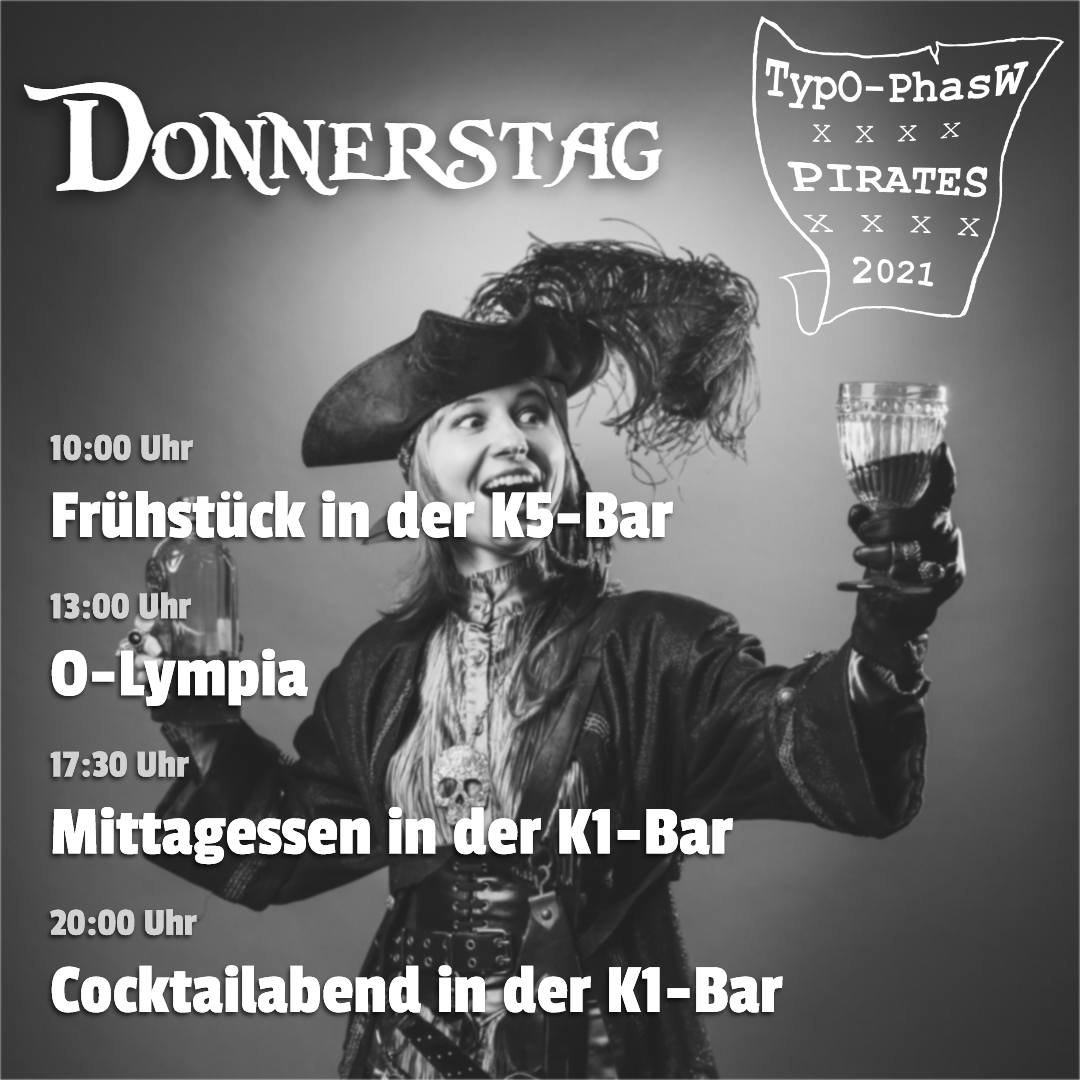 Donnerstag
TypO-PhasW
x x x x
PIRATES
x x x x
2021
10:00 Uhr
Frühstück in der K5-Bar
13:00 Uhr
O-Lympia
17:30 Uhr
Mittagessen in der K1-Bar
20:00 Uhr
Cocktailabend in der K1-Bar